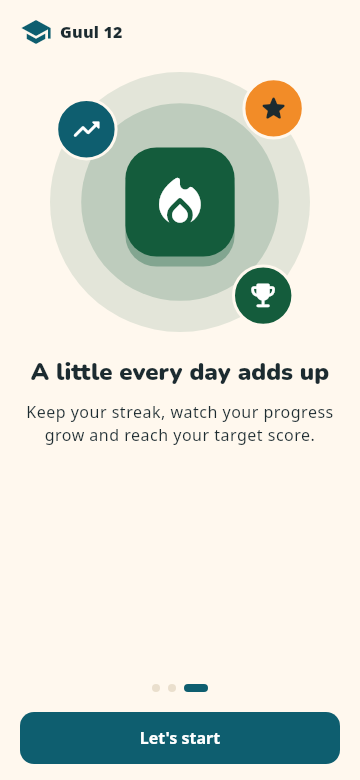 Guul 12
A little every day adds up
Keep your streak, watch your progress
grow and reach your target score.
Let's start